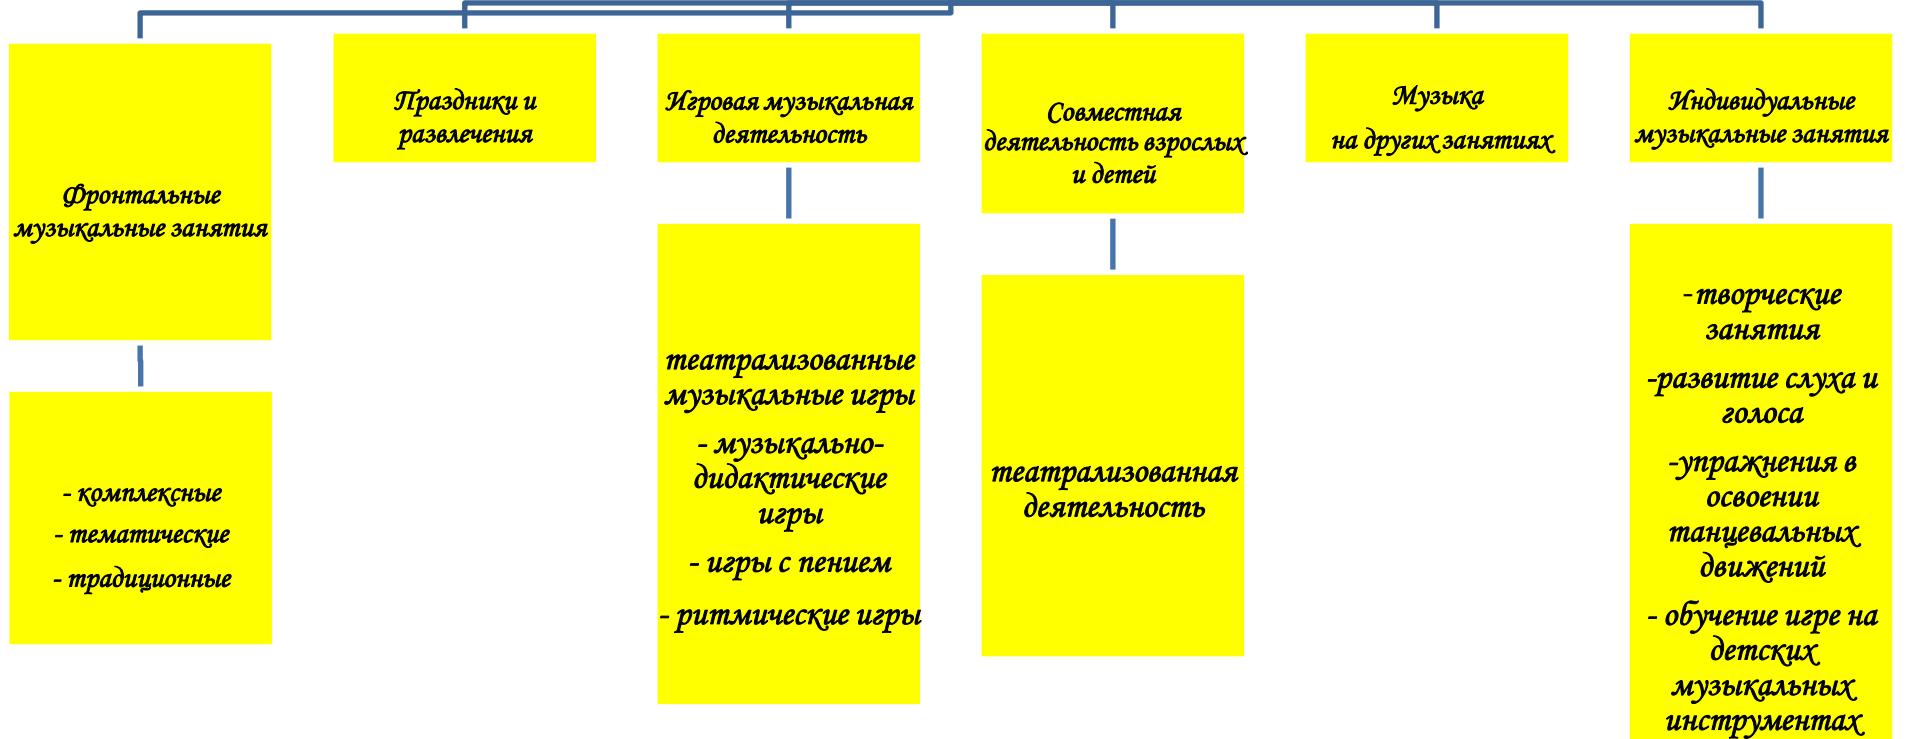 Фронтальные
музыкальные занятия
- комплексные
- тематические
- традиционные
Праздники и
развлечения
Игровая музыкальная
деятельность
театрализованные
музыкальные игры
- музыкально-
дидактические
игры
- игры с пением
- ритмические игры
Совместная
деятельность взрослых
и детей
театрализованная
деятельность
Музыка
на других занятиях
Индивидуальные
музыкальные занятия
-творческие
занятия
-развитие слуха и
голоса
-упражнения в
освоении
танцевальных
движений
- обучение игре на
детских
музыкальных
инструментах